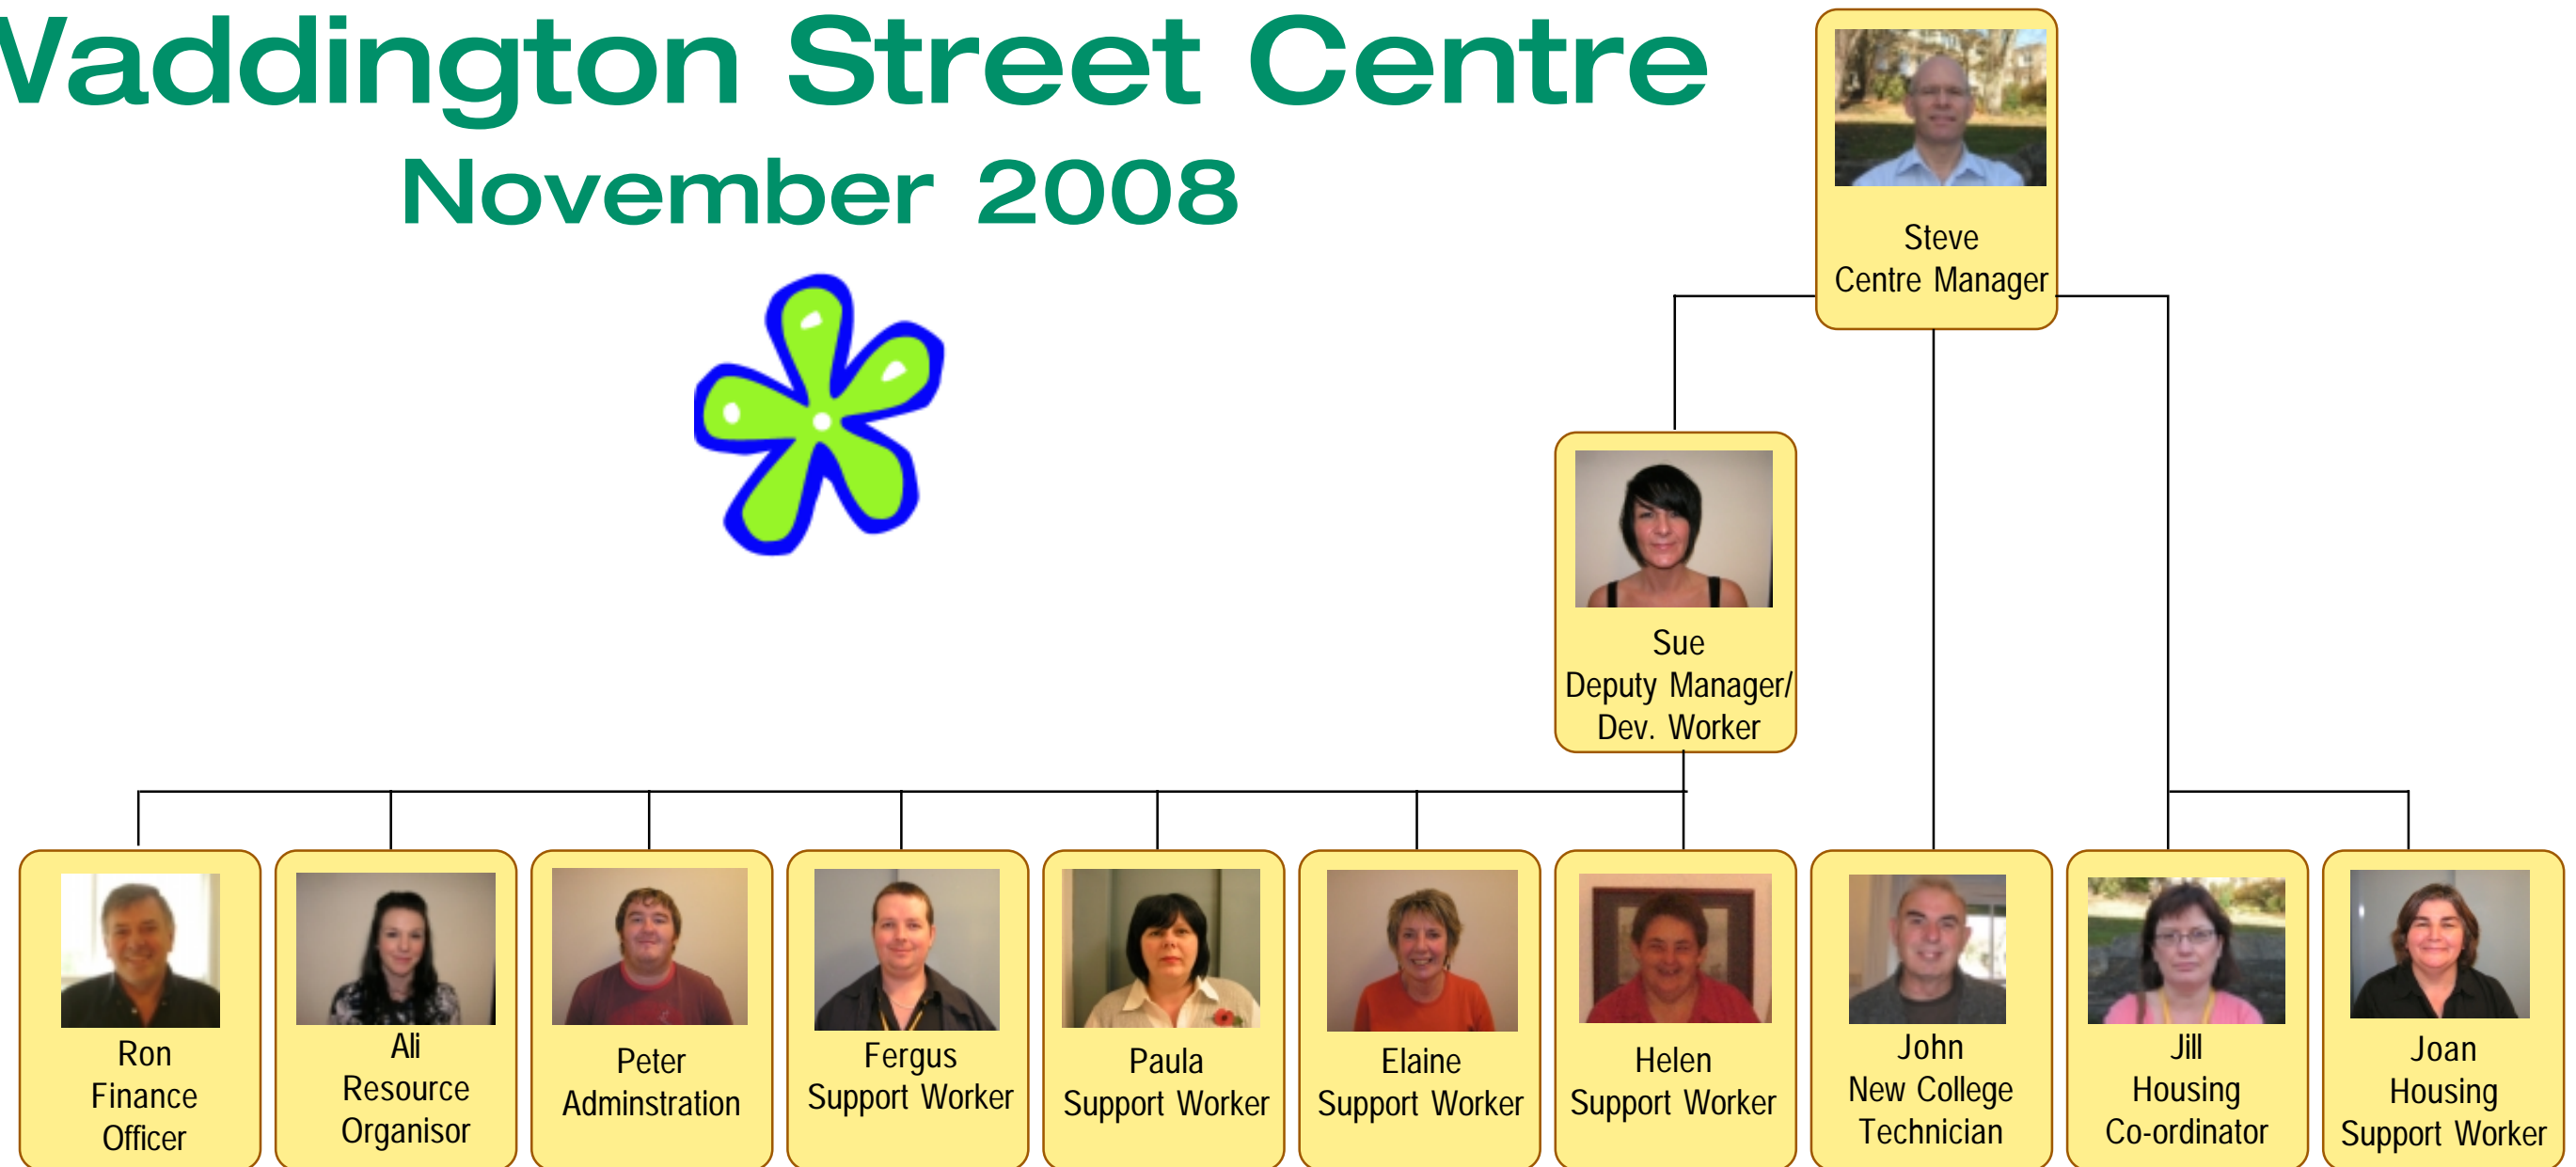 Waddington Street Centre
November 2008
Steve
Centre Manager
Sue
Deputy Manager/
Dev. Worker
Ron
Finance
Officer
Ali
Resource
Organisor
Peter
Adminstration
Fergus
Support Worker
Paula
Support Worker
Elaine
Support Worker
Helen
Support Worker
John
New College
Technician
Jill
Housing
Co-ordinator
Joan
Housing
Support Worker